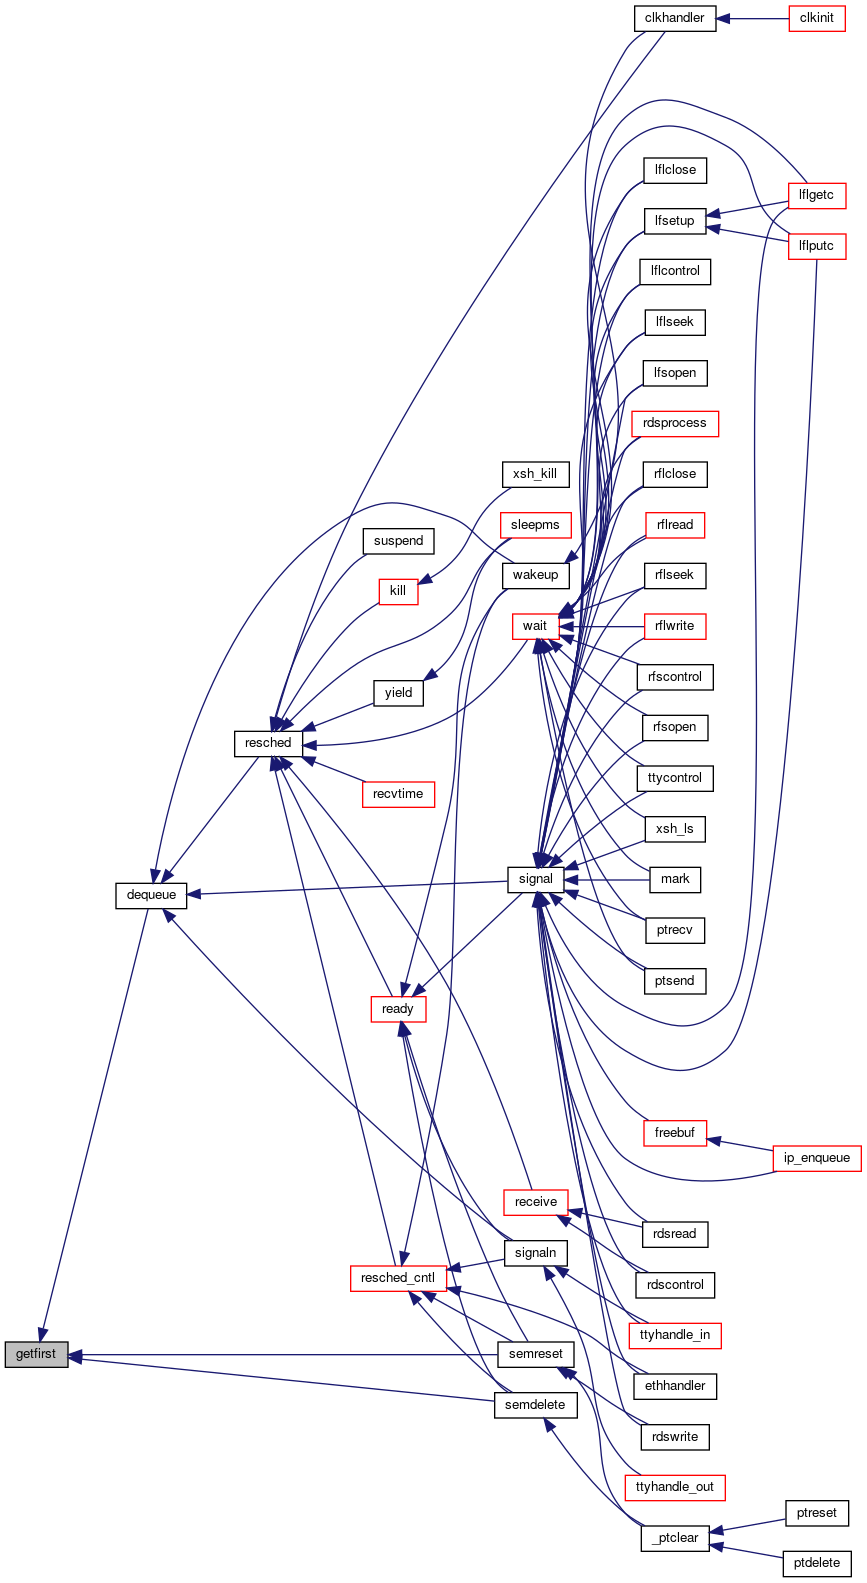 clkhandler
clkinit
lflclose
lflgetc
lfsetup
lflputc
lflcontrol
lflseek
lfsopen
rdsprocess
xsh_kill
rflclose
sleepms
rflread
suspend
wakeup
rflseek
kill
wait
rflwrite
rfscontrol
yield
rfsopen
resched
ttycontrol
recvtime
xsh_ls
signal
mark
dequeue
ptrecv
ptsend
ready
freebuf
ip_enqueue
receive
rdsread
signaln
resched_cntl
rdscontrol
ttyhandle_in
getfirst
semreset
ethhandler
semdelete
rdswrite
ttyhandle_out
ptreset
_ptclear
ptdelete